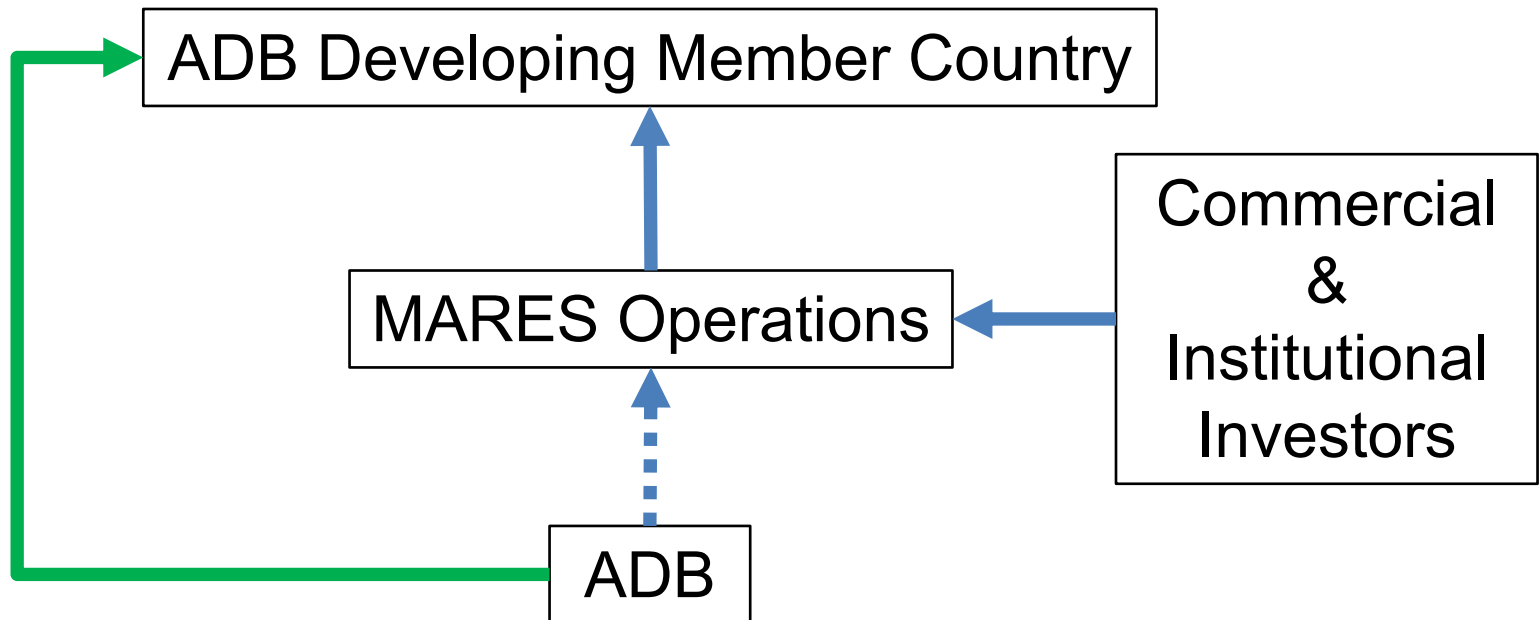 ADB Developing Member Country
Commercial
&
Institutional
Investors
MARES Operations
ADB